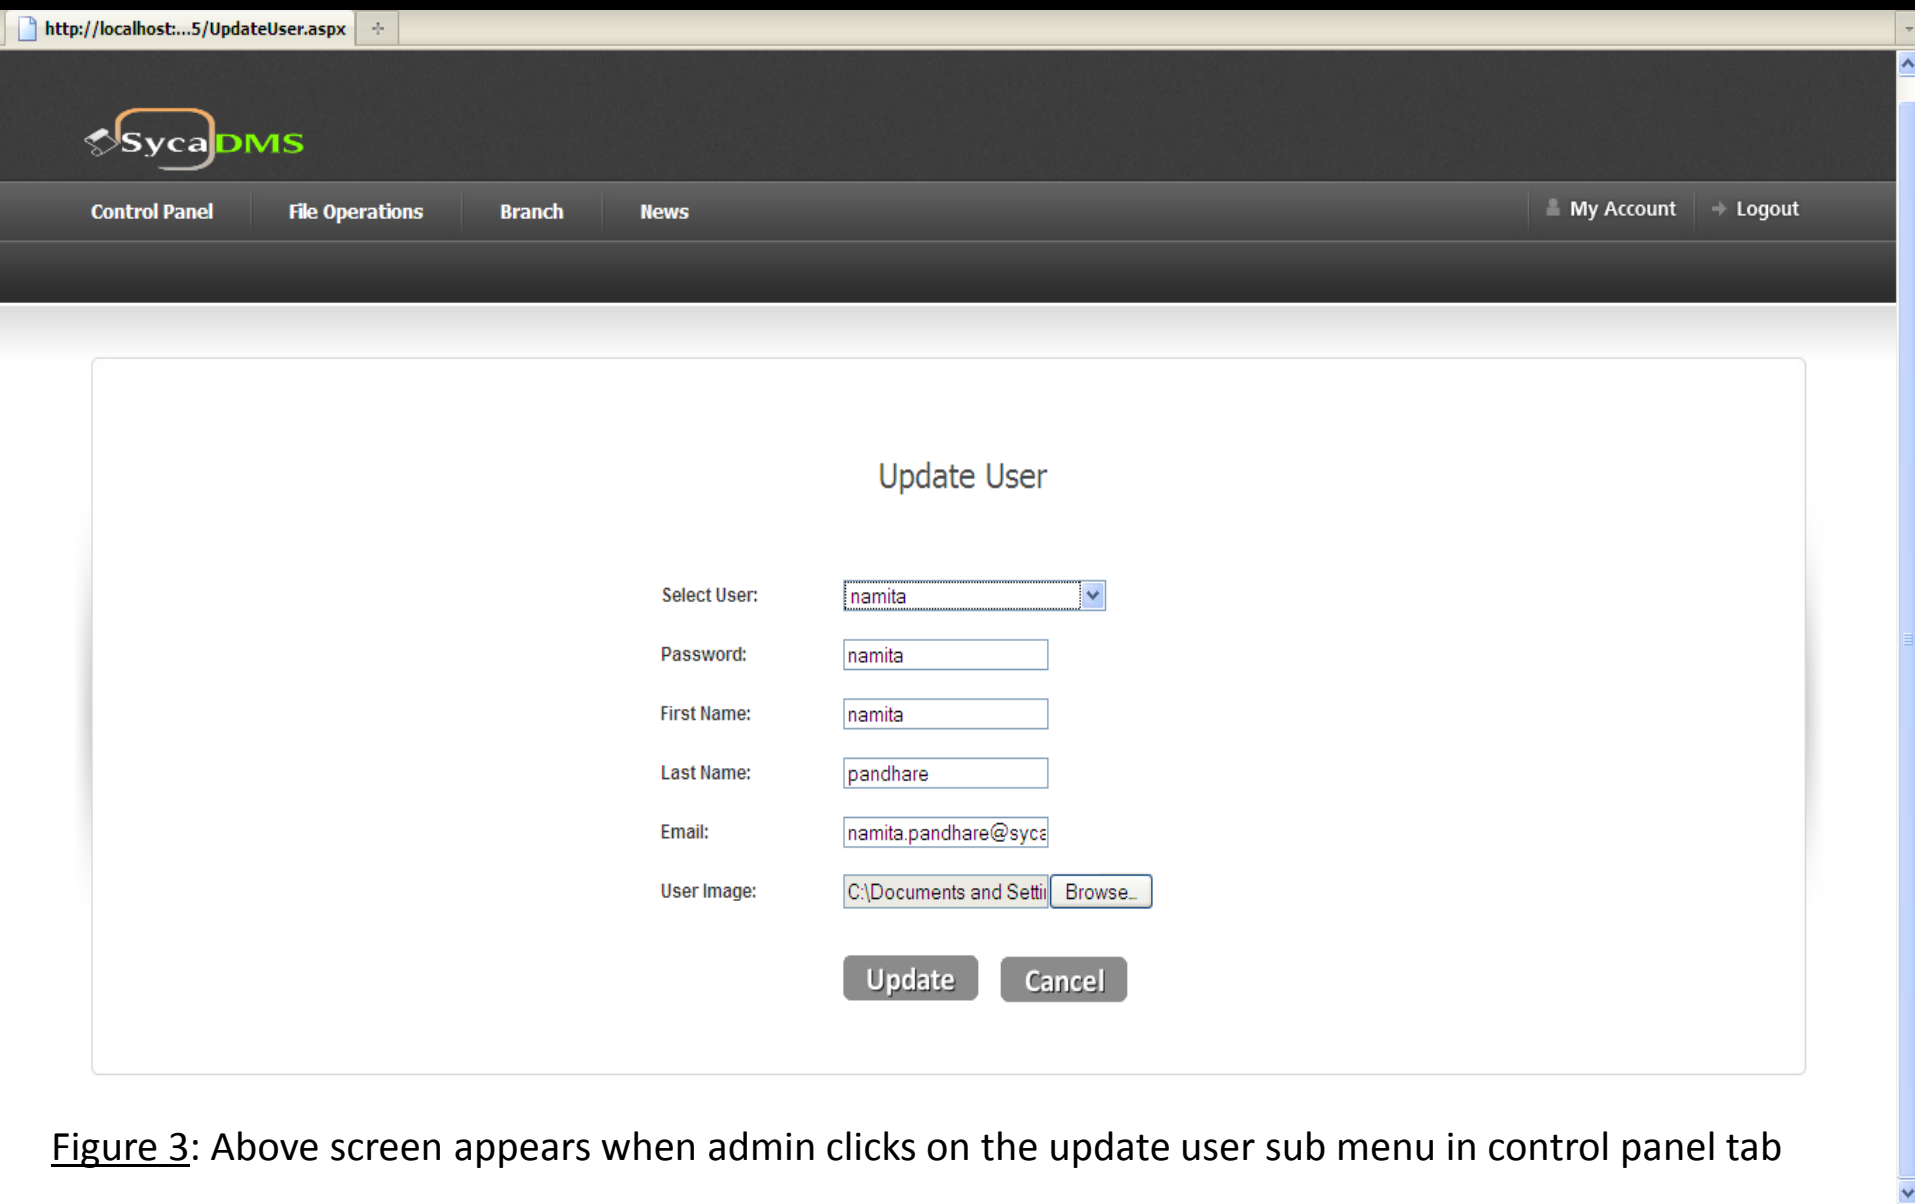 http://localhost:...5/UpdateUser.aspx
SycaDMS
Control Panel File Operations Branch News My Account Logout
Update User
Select User: namita
Password: namita
First Name: namita
Last Name: pandhare
Email: namita.pandhare@syca
User Image: C:\Documents and Settin Browse...
Update Cancel
Figure 3: Above screen appears when admin clicks on the update user sub menu in control panel tab